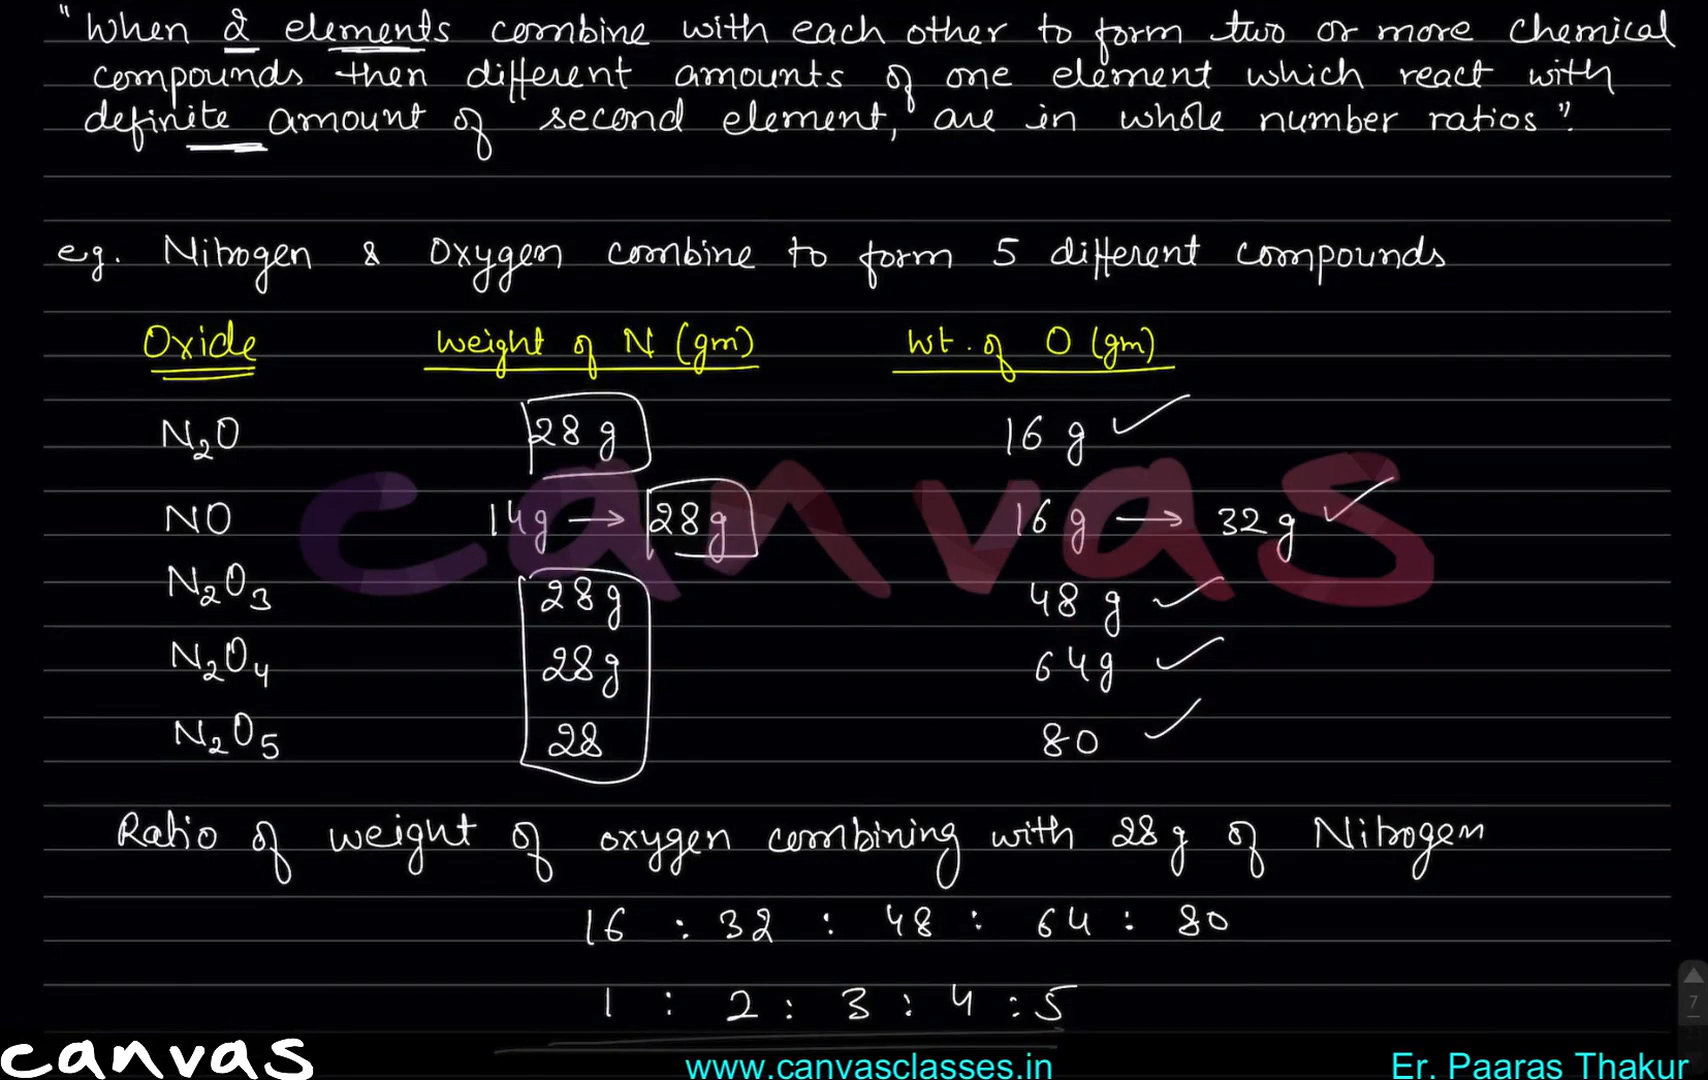 "When 2 elements combine with each other to form two or more chemical
compounds then different amounts of one element which react with
definite amount of second element, are in whole number ratios"
e.g. Nitrogen & Oxygen combine to form 5 different compounds
Oxide weight of N (gm) wt. of O (gm)
N₂O 28 g 16 g ✓
NO 14g → 28g 16 g → 32 g ✓
N₂O₃ 28g 48 g ✓
N₂O₄ 28g 64g ✓
N₂O₅ 28 80 ✓
canvas
Ratio of weight of oxygen combining with 28 g of Nitrogen
16 : 32 : 48 : 64 : 80
1 : 2 : 3 : 4 : 5
7
canvas www.canvasclasses.in Er. Paaras Thakur